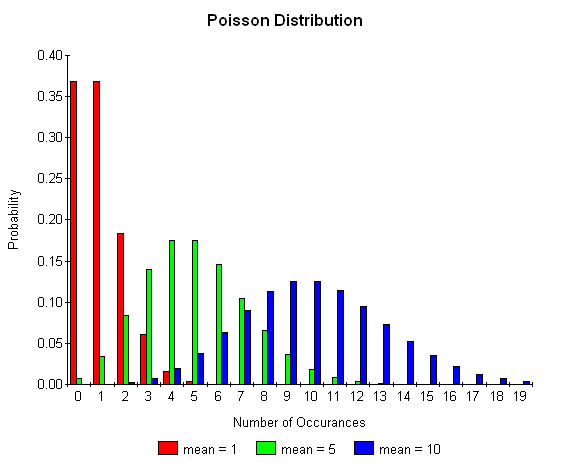 Poisson Distribution
0.40
0.35
0.30
0.25
0.20
0.15
0.10
0.05
0.00
Probability
0 1 2 3 4 5 6 7 8 9 10 11 12 13 14 15 16 17 18 19
Number of Occurances
mean = 1 mean = 5 mean = 10